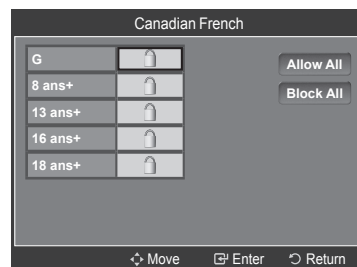 Canadian French
G
Allow All
8 ans+
Block All
13 ans+
16 ans+
18 ans+
Move Enter Return